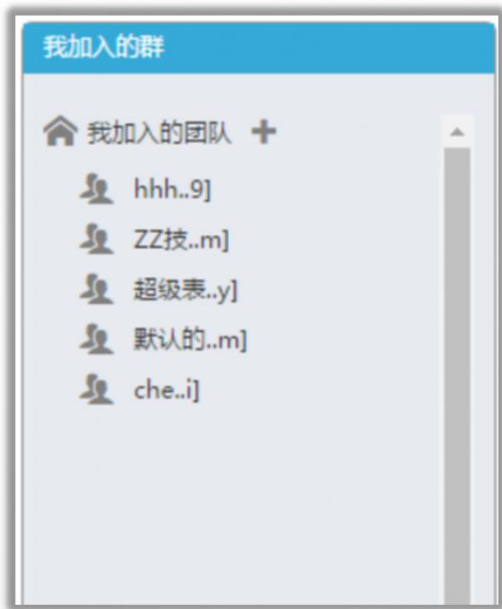 我加入的群
我加入的团队
hhh..9]
ZZ技..m]
超级表..y]
默认的..m]
che..i]